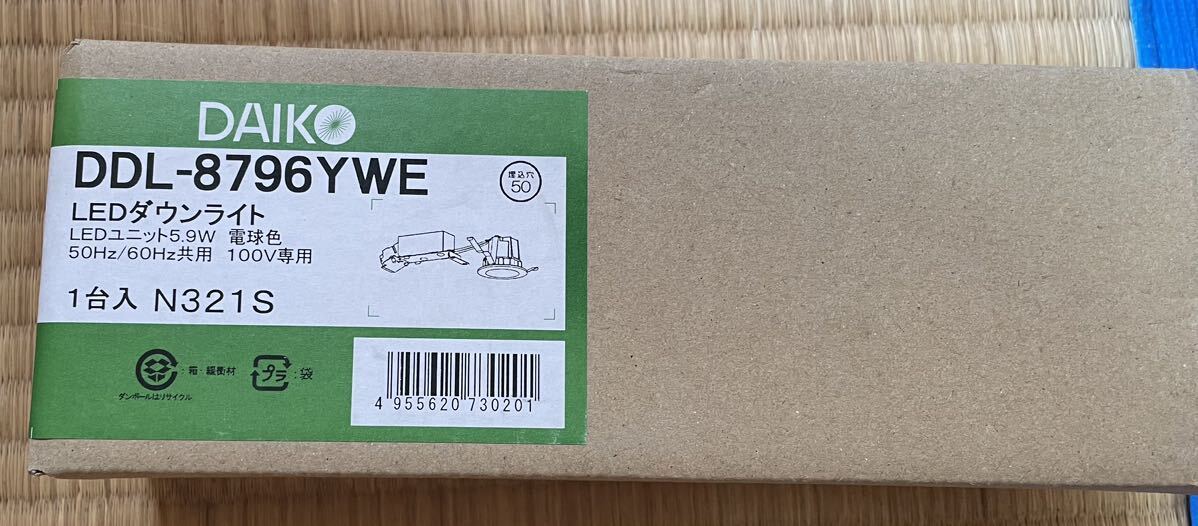 DAIKO
DDL-8796YWE
埋込穴
50
LEDダウンライト
LEDユニット5.9W 電球色
50Hz/60Hz共用 100V専用
1台入 N321S
:箱・緩衝材
プラ:袋
ダンボールはリサイクル
4 955620 730201